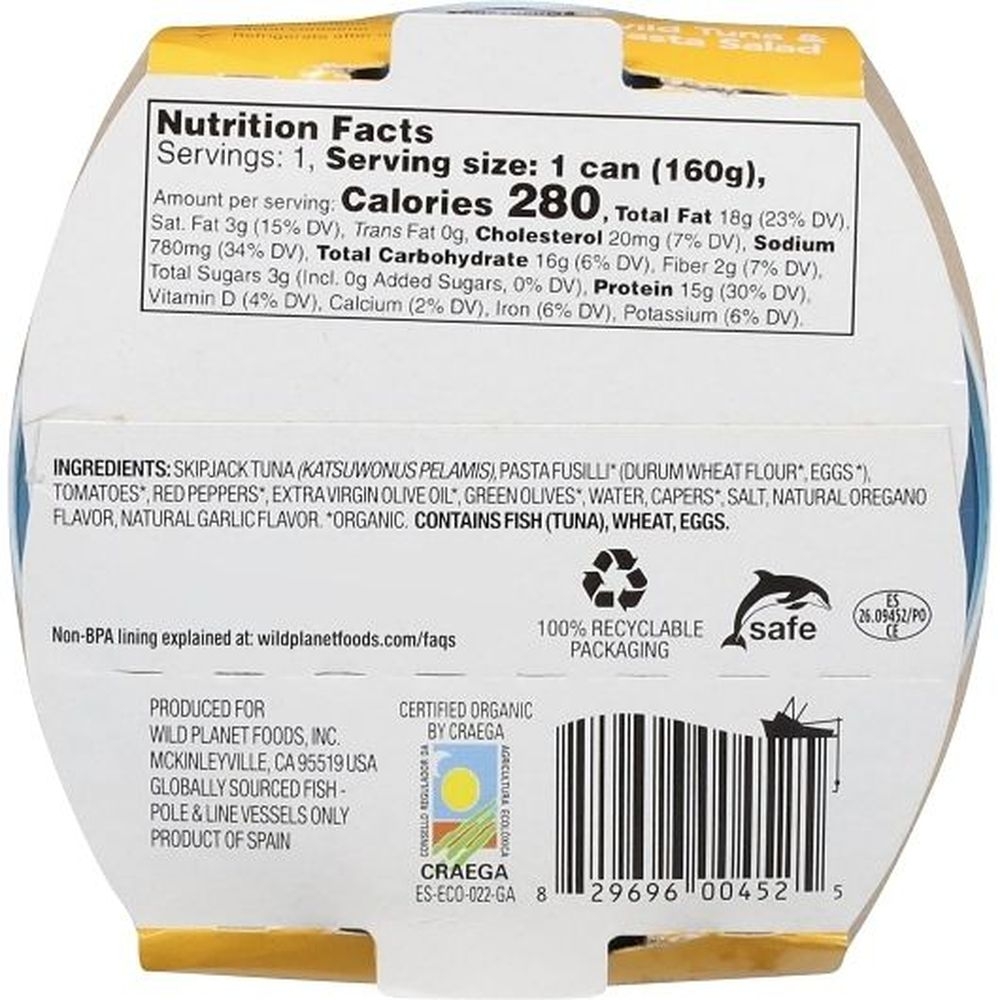 Refrigerate after
Wild Tuna &
Pasta Salad
Nutrition Facts
Servings: 1, Serving size: 1 can (160g),
Amount per serving: Calories 280, Total Fat 18g (23% DV),
Sat. Fat 3g (15% DV), Trans Fat 0g, Cholesterol 20mg (7% DV), Sodium
780mg (34% DV), Total Carbohydrate 16g (6% DV), Fiber 2g (7% DV),
Total Sugars 3g (Incl. 0g Added Sugars, 0% DV), Protein 15g (30% DV),
Vitamin D (4% DV), Calcium (2% DV), Iron (6% DV), Potassium (6% DV).
INGREDIENTS: SKIPJACK TUNA (KATSUWONUS PELAMIS), PASTA FUSILLI* (DURUM WHEAT FLOUR*, EGGS*),
TOMATOES*, RED PEPPERS*, EXTRA VIRGIN OLIVE OIL*, GREEN OLIVES*, WATER, CAPERS*, SALT, NATURAL OREGANO
FLAVOR, NATURAL GARLIC FLAVOR. *ORGANIC. CONTAINS FISH (TUNA), WHEAT, EGGS.
Non-BPA lining explained at: wildplanetfoods.com/faqs
100% RECYCLABLE
PACKAGING
safe
ES
26.09452/PO
CE
PRODUCED FOR
WILD PLANET FOODS, INC.
MCKINLEYVILLE, CA 95519 USA
GLOBALLY SOURCED FISH -
POLE & LINE VESSELS ONLY
PRODUCT OF SPAIN
CERTIFIED ORGANIC
BY CRAEGA
CONSELLO REGULADOR DA
AGRICULTURA ECOLOXICA
CRAEGA
ES-ECO-022-GA
8 29696 00452 5